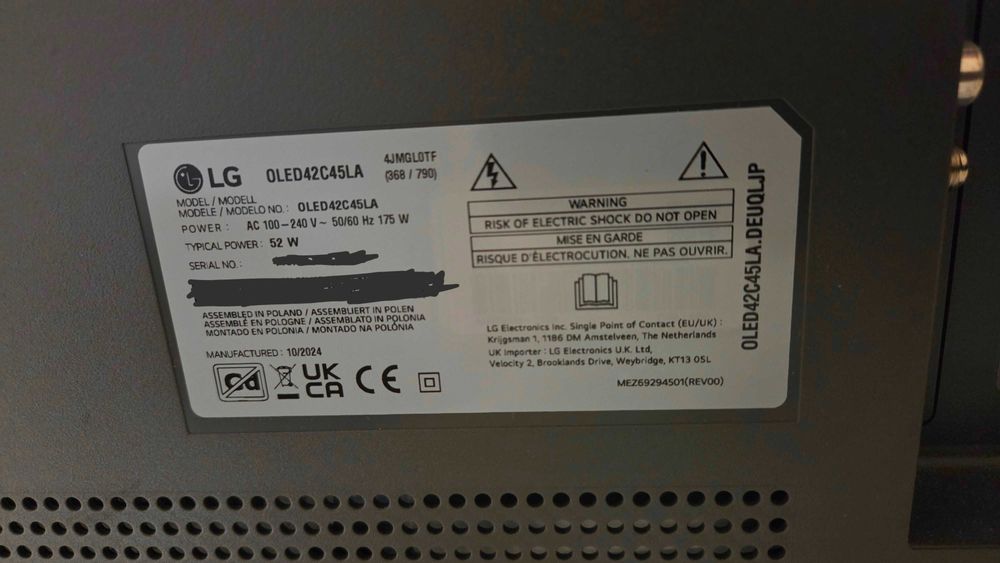 LG OLED42C45LA 4JMGL0TF
(368 / 790)
MODEL / MODELL
MODELE / MODELO NO. : OLED42C45LA
POWER : AC 100–240 V ~ 50/60 Hz 175 W
TYPICAL POWER : 52 W
SERIAL NO. :
ASSEMBLED IN POLAND / ASSEMBLIERT IN POLEN
ASSEMBLÉ EN POLOGNE / ASSEMBLATO IN POLONIA
MONTADO EN POLONIA / MONTADO NA POLÔNIA
MANUFACTURED : 10/2024
UK
CA
CE
WARNING
RISK OF ELECTRIC SHOCK DO NOT OPEN
MISE EN GARDE
RISQUE D'ÉLECTROCUTION. NE PAS OUVRIR.
LG Electronics Inc. Single Point of Contact (EU/UK) :
Krijgsman 1, 1186 DM Amstelveen, The Netherlands
UK Importer : LG Electronics U.K. Ltd,
Velocity 2, Brooklands Drive, Weybridge, KT13 0SL
MEZ69294501(REV00)
OLED42C45LA.DEUQLJP